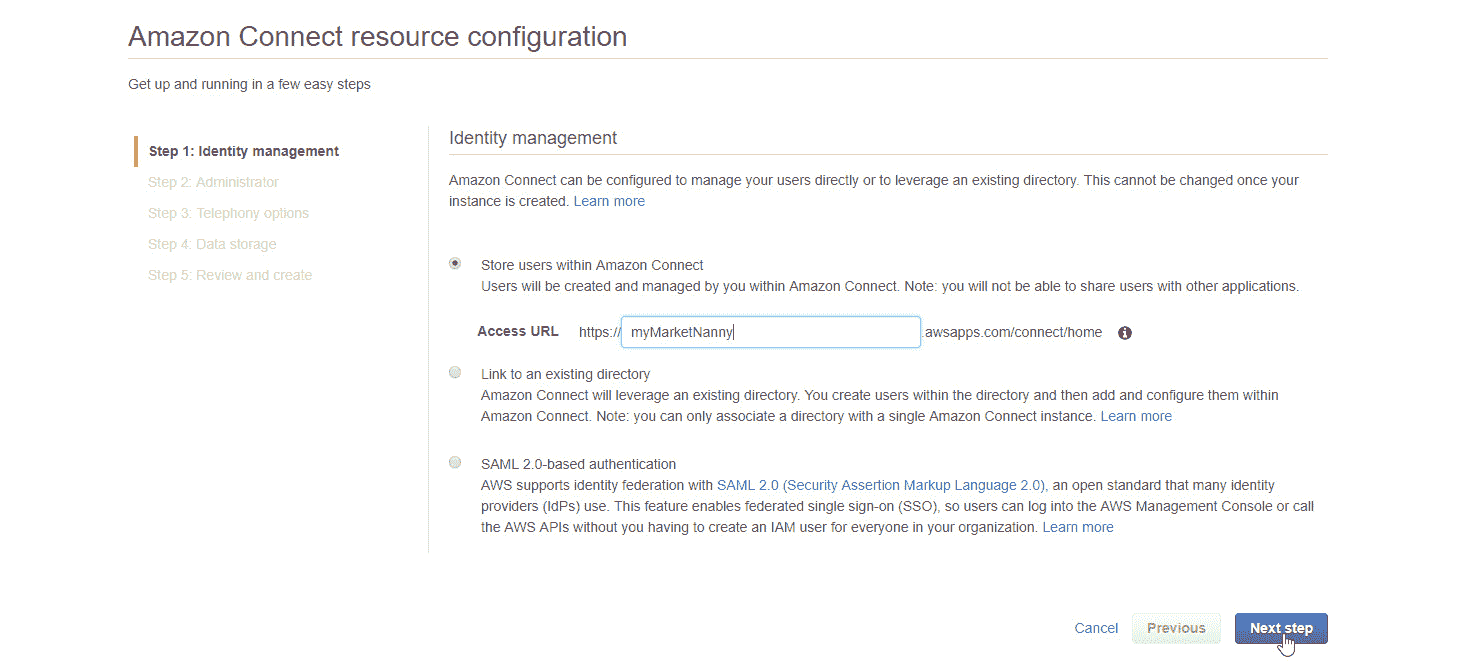 Amazon Connect resource configuration
Get up and running in a few easy steps
Step 1: Identity management
Step 2: Administrator
Step 3: Telephony options
Step 4: Data storage
Step 5: Review and create
Identity management
Amazon Connect can be configured to manage your users directly or to leverage an existing directory. This cannot be changed once your
instance is created. Learn more
Store users within Amazon Connect
Users will be created and managed by you within Amazon Connect. Note: you will not be able to share users with other applications.
Access URL https:// myMarketNanny .awsapps.com/connect/home
Link to an existing directory
Amazon Connect will leverage an existing directory. You create users within the directory and then add and configure them within
Amazon Connect. Note: you can only associate a directory with a single Amazon Connect instance. Learn more
SAML 2.0-based authentication
AWS supports identity federation with SAML 2.0 (Security Assertion Markup Language 2.0), an open standard that many identity
providers (IdPs) use. This feature enables federated single sign-on (SSO), so users can log into the AWS Management Console or call
the AWS APIs without you having to create an IAM user for everyone in your organization. Learn more
Cancel Previous Next step